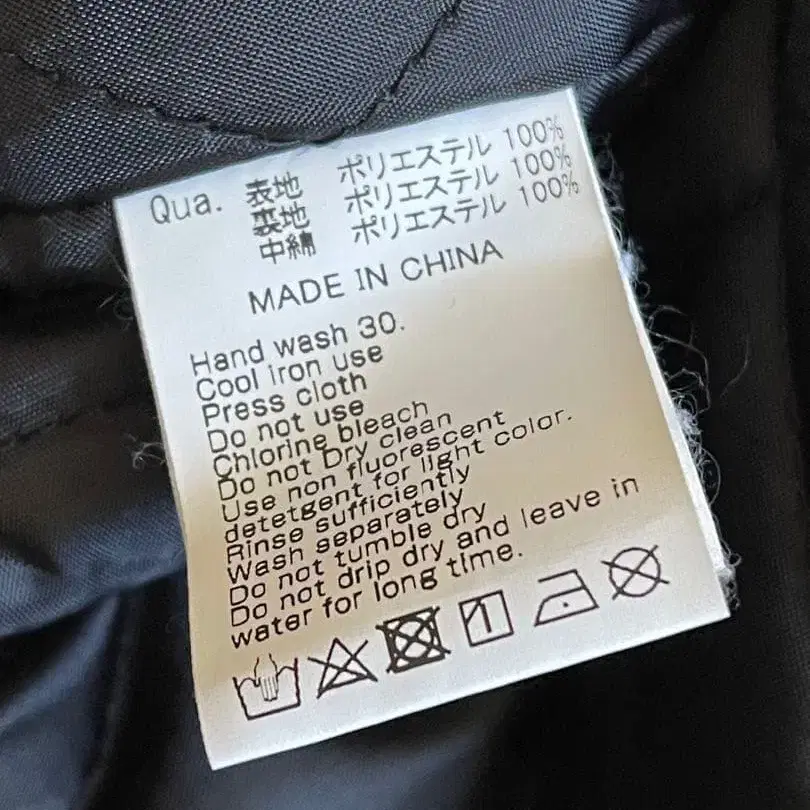 Qua. 表地 ポリエステル 100%
裏地 ポリエステル 100%
中綿 ポリエステル 100%
MADE IN CHINA
Hand wash 30.
Cool iron use
Press cloth
Do not use
Chlorine bleach
Do not Dry clean
Use non fluorescent
detetgent for light color.
Rinse sufficiently
Wash separately
Do not tumble dry
Do not drip dry and leave in
water for long time.